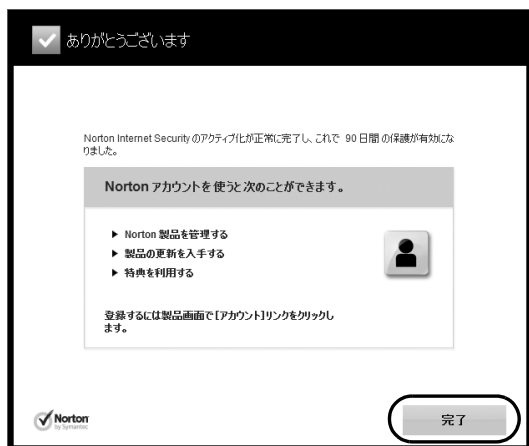 ありがとうございます
Norton Internet Security のアクティブ化が正常に完了し、これで 90 日間 の保護が有効にな
りました。
Norton アカウントを使うと次のことができます。
▶ Norton 製品を管理する
▶ 製品の更新を入手する
▶ 特典を利用する
登録するには製品画面で [アカウント] リンクをクリックし
ます。
Norton
by Symantec
完了